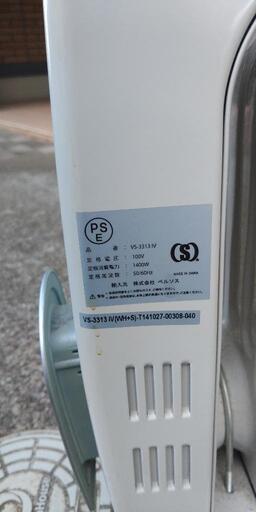 PS
E
品 番 : VS-3313 IV
定格電圧 : 100V
定格消費電力 : 1400W
定格周波数 : 50/60Hz
輸入元 株式会社 ベルソス
S
MADE IN CHINA
VS-3313 IV(WH+S)-T141027-00308-040